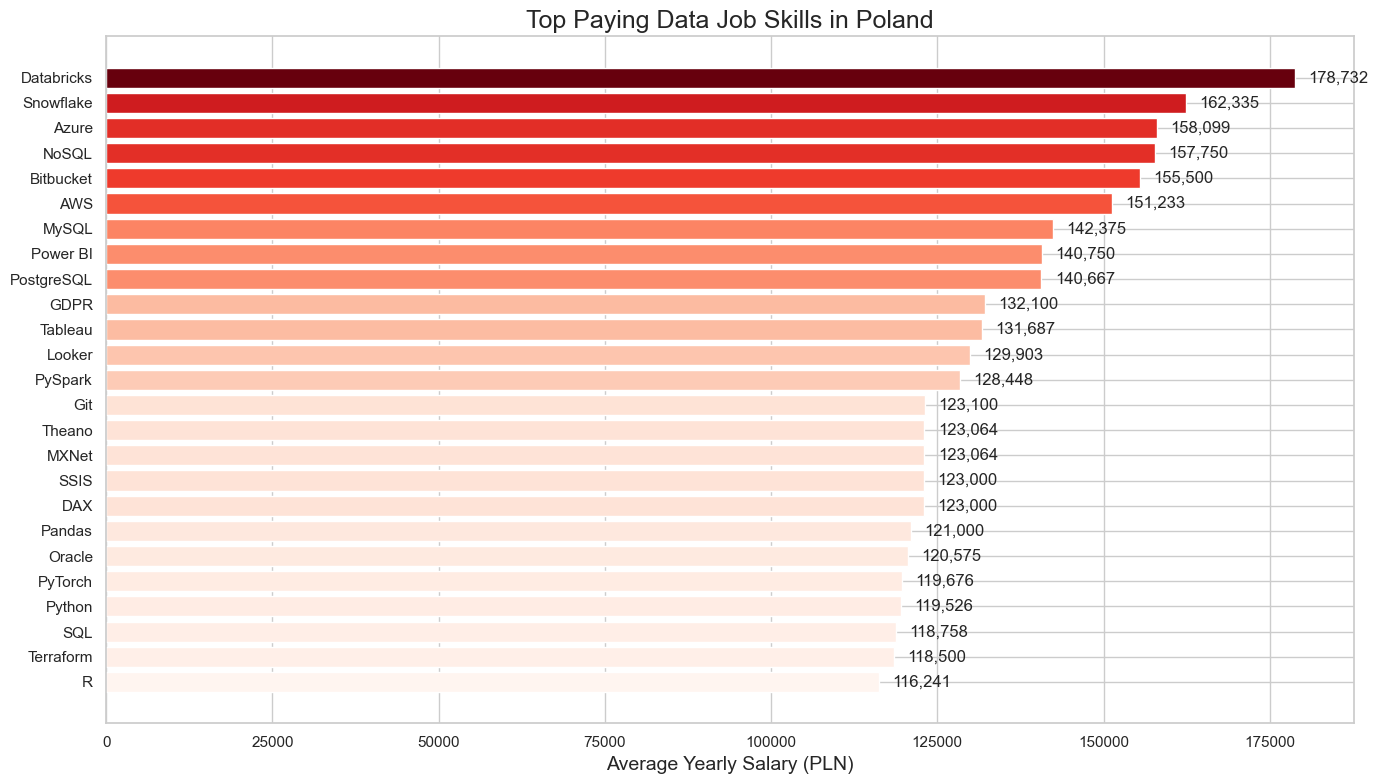 Top Paying Data Job Skills in Poland
Databricks 178,732
Snowflake 162,335
Azure 158,099
NoSQL 157,750
Bitbucket 155,500
AWS 151,233
MySQL 142,375
Power BI 140,750
PostgreSQL 140,667
GDPR 132,100
Tableau 131,687
Looker 129,903
PySpark 128,448
Git 123,100
Theano 123,064
MXNet 123,064
SSIS 123,000
DAX 123,000
Pandas 121,000
Oracle 120,575
PyTorch 119,676
Python 119,526
SQL 118,758
Terraform 118,500
R 116,241
0 25000 50000 75000 100000 125000 150000 175000
Average Yearly Salary (PLN)